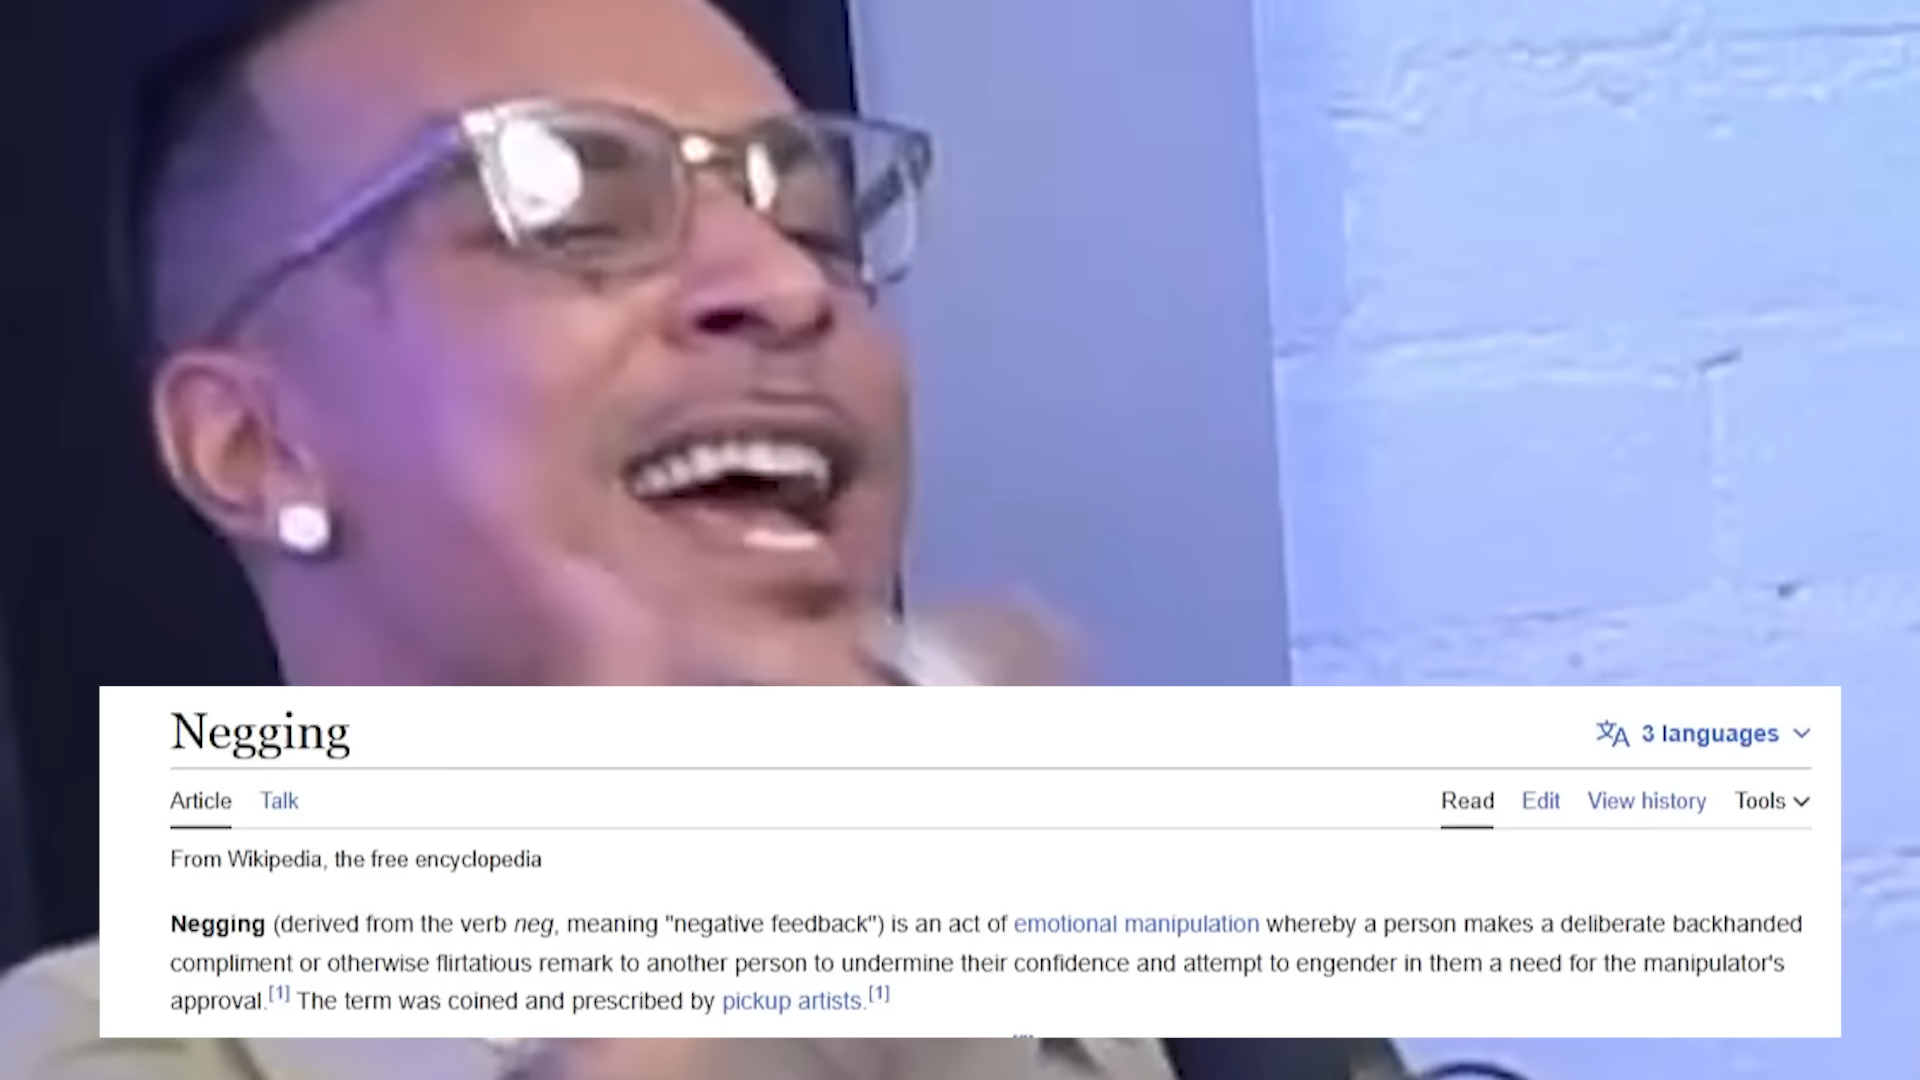 Negging
3 languages
Article Talk Read Edit View history Tools
From Wikipedia, the free encyclopedia
Negging (derived from the verb neg, meaning "negative feedback") is an act of emotional manipulation whereby a person makes a deliberate backhanded
compliment or otherwise flirtatious remark to another person to undermine their confidence and attempt to engender in them a need for the manipulator's
approval.[1] The term was coined and prescribed by pickup artists.[1]